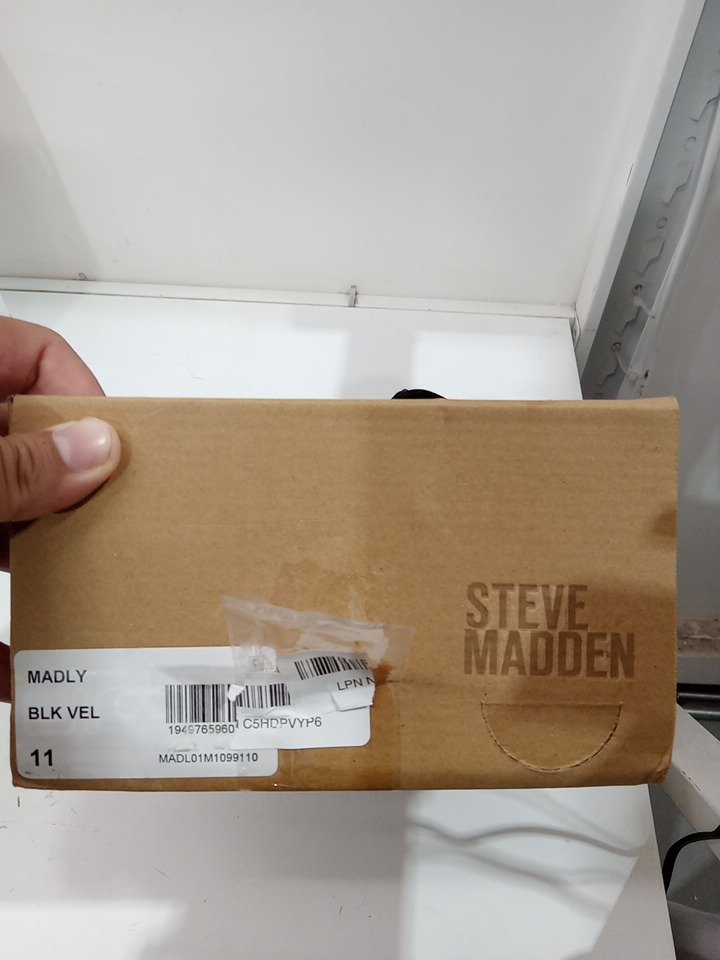 STEVE
MADDEN
MADLY
BLK VEL
11
1949765960
MADL01M1099110
LPN
C5HDPVYP6